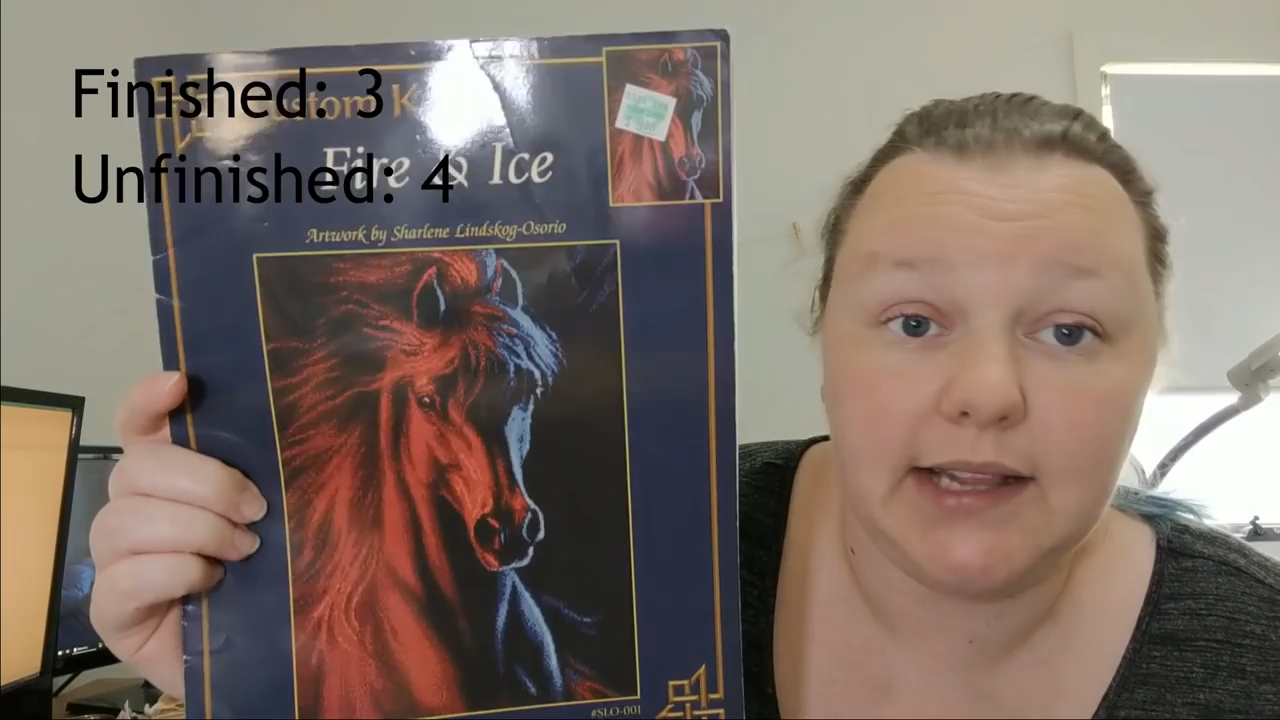 Finished: 3
Unfinished: 4
Fire & Ice
Artwork by Sharlene Lindskog-Osorio
#SLO-001